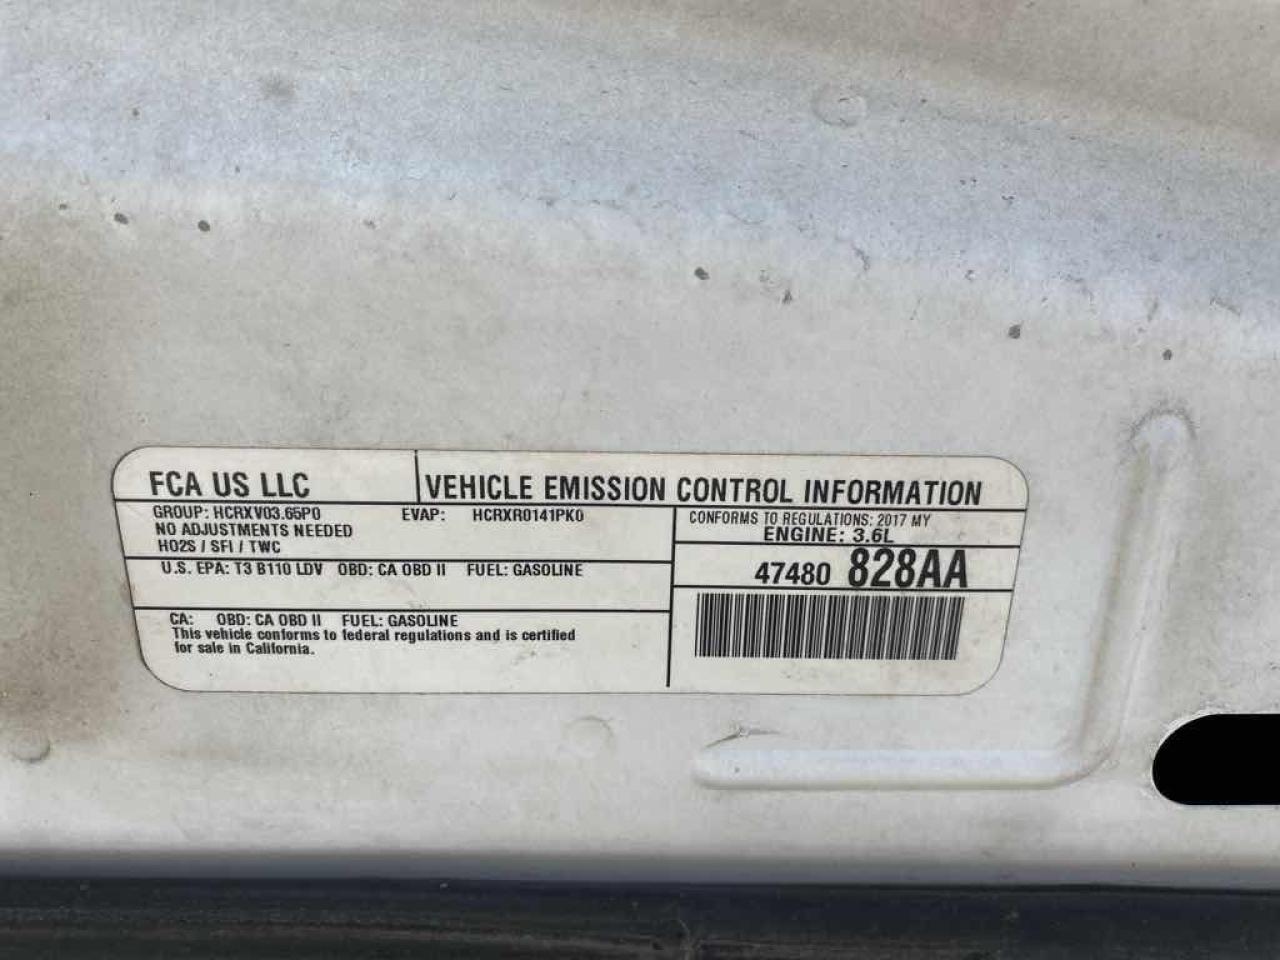 FCA US LLC
VEHICLE EMISSION CONTROL INFORMATION
GROUP: HCRXV03.65P0 EVAP: HCRXR0141PK0
NO ADJUSTMENTS NEEDED
HO2S / SFI / TWC
CONFORMS TO REGULATIONS: 2017 MY
ENGINE: 3.6L
U.S. EPA: T3 B110 LDV OBD: CA OBD II FUEL: GASOLINE
47480 828AA
CA: OBD: CA OBD II FUEL: GASOLINE
This vehicle conforms to federal regulations and is certified
for sale in California.